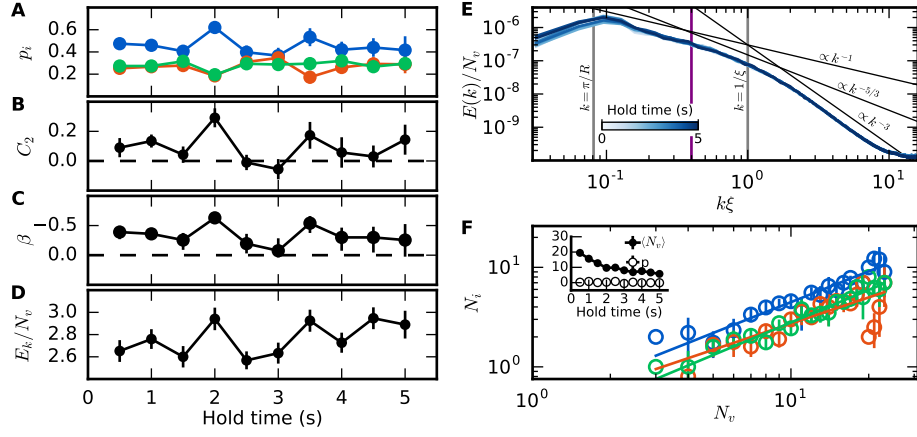 A
p_i
0.6
0.4
0.2
B
C_2
0.2
0.0
C
β
−0.5
0.0
D
E_k/N_v
3.0
2.8
2.6
0 1 2 3 4 5
Hold time (s)
E
E(k)/N_v
10^{-6}
10^{-7}
10^{-8}
10^{-9}
k=π/R
k=1/ξ
∝k^{-1}
∝k^{-5/3}
∝k^{-3}
Hold time (s)
0 5
10^{-1} 10^0 10^1
kξ
F
N_i
10^1
10^0
30
20
10
0
⟨N_v⟩
p
0 1 2 3 4 5
Hold time (s)
10^0 10^1
N_v